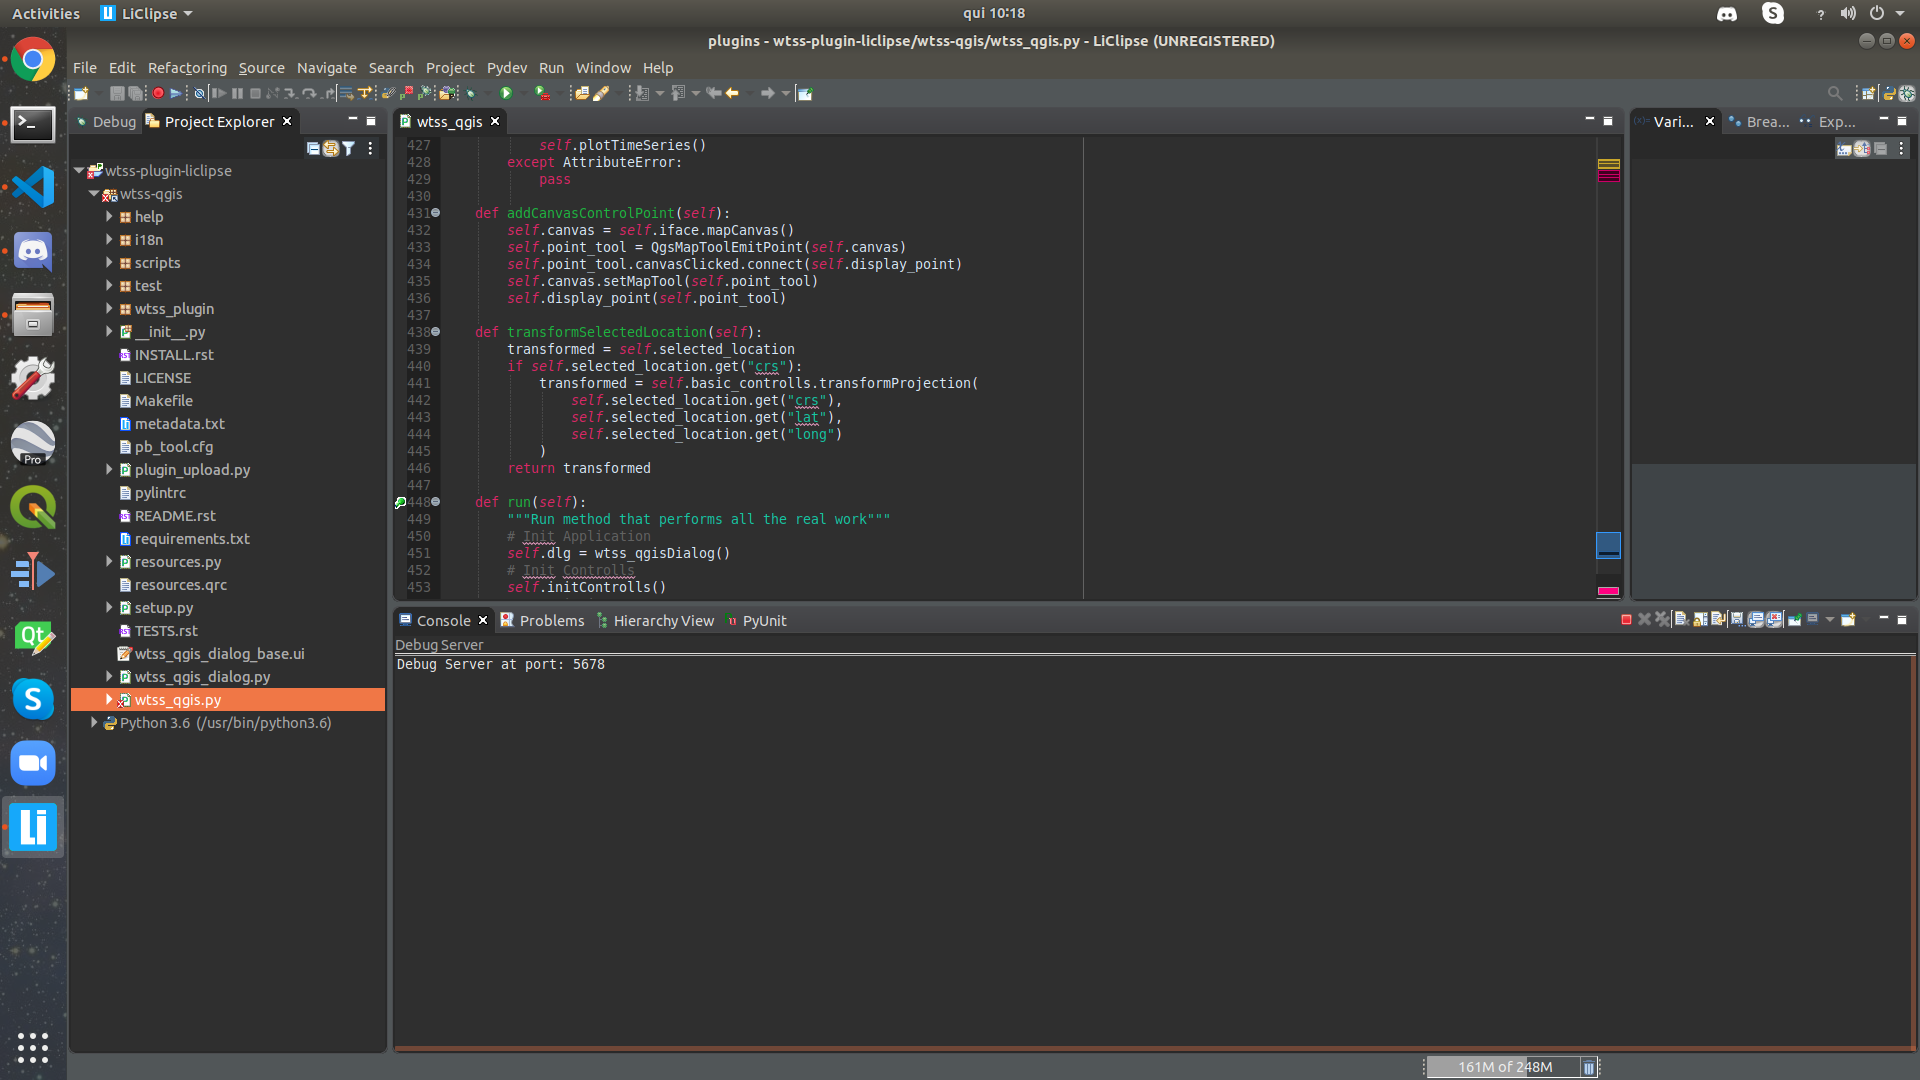 Activities
LiClipse
qui 10:18
S
?
plugins - wtss-plugin-liclipse/wtss-qgis/wtss_qgis.py - LiClipse (UNREGISTERED)
File Edit Refactoring Source Navigate Search Project Pydev Run Window Help
Debug
Project Explorer
wtss-plugin-liclipse
wtss-qgis
help
i18n
scripts
test
wtss_plugin
__init__.py
INSTALL.rst
LICENSE
Makefile
metadata.txt
pb_tool.cfg
plugin_upload.py
pylintrc
README.rst
requirements.txt
resources.py
resources.qrc
setup.py
TESTS.rst
wtss_qgis_dialog_base.ui
wtss_qgis_dialog.py
wtss_qgis.py
Python 3.6 (/usr/bin/python3.6)
wtss_qgis
427 self.plotTimeSeries()
428 except AttributeError:
429 pass
430
431 def addCanvasControlPoint(self):
432 self.canvas = self.iface.mapCanvas()
433 self.point_tool = QgsMapToolEmitPoint(self.canvas)
434 self.point_tool.canvasClicked.connect(self.display_point)
435 self.canvas.setMapTool(self.point_tool)
436 self.display_point(self.point_tool)
437
438 def transformSelectedLocation(self):
439 transformed = self.selected_location
440 if self.selected_location.get("crs"):
441 transformed = self.basic_controlls.transformProjection(
442 self.selected_location.get("crs"),
443 self.selected_location.get("lat"),
444 self.selected_location.get("long")
445 )
446 return transformed
447
448 def run(self):
449 """Run method that performs all the real work"""
450 # Init Application
451 self.dlg = wtss_qgisDialog()
452 # Init Controlls
453 self.initControlls()
(x)= Vari...
Brea...
Exp...
Console
Problems
Hierarchy View
PyUnit
Debug Server
Debug Server at port: 5678
161M of 248M
Pro
Qt
S
Li